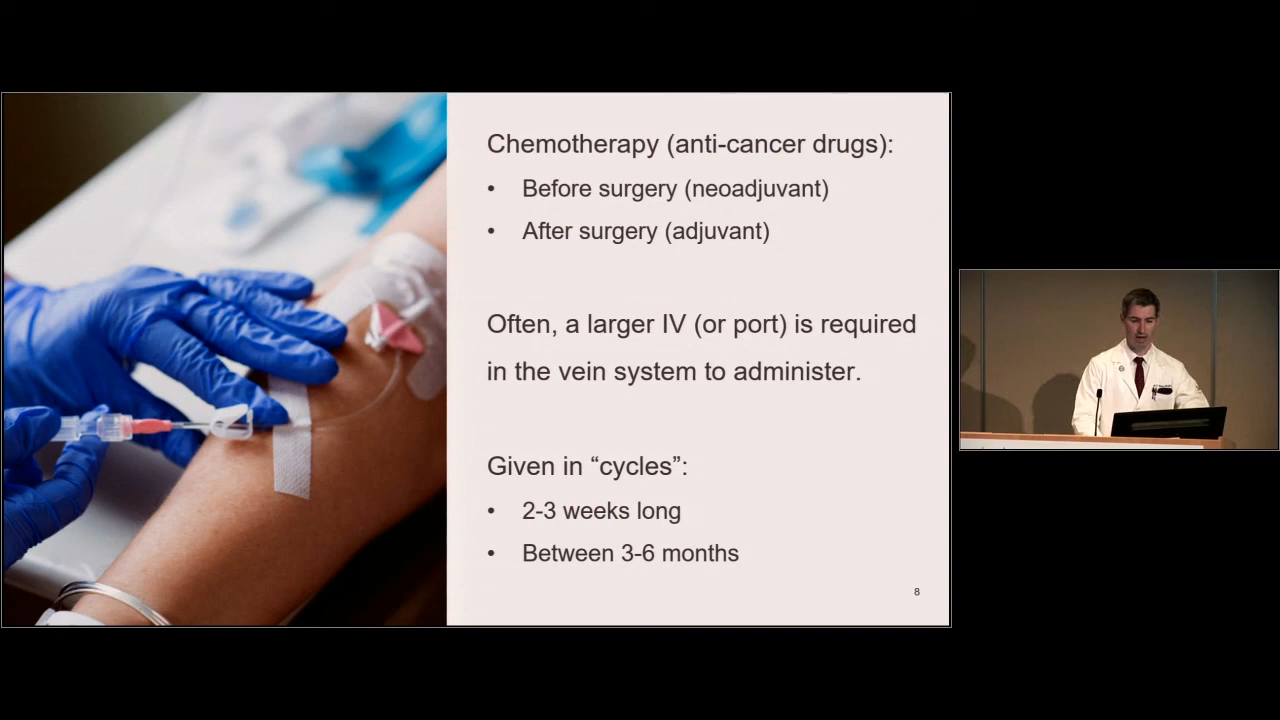 Chemotherapy (anti-cancer drugs):
• Before surgery (neoadjuvant)
• After surgery (adjuvant)
Often, a larger IV (or port) is required
in the vein system to administer.
Given in “cycles”:
• 2-3 weeks long
• Between 3-6 months
8